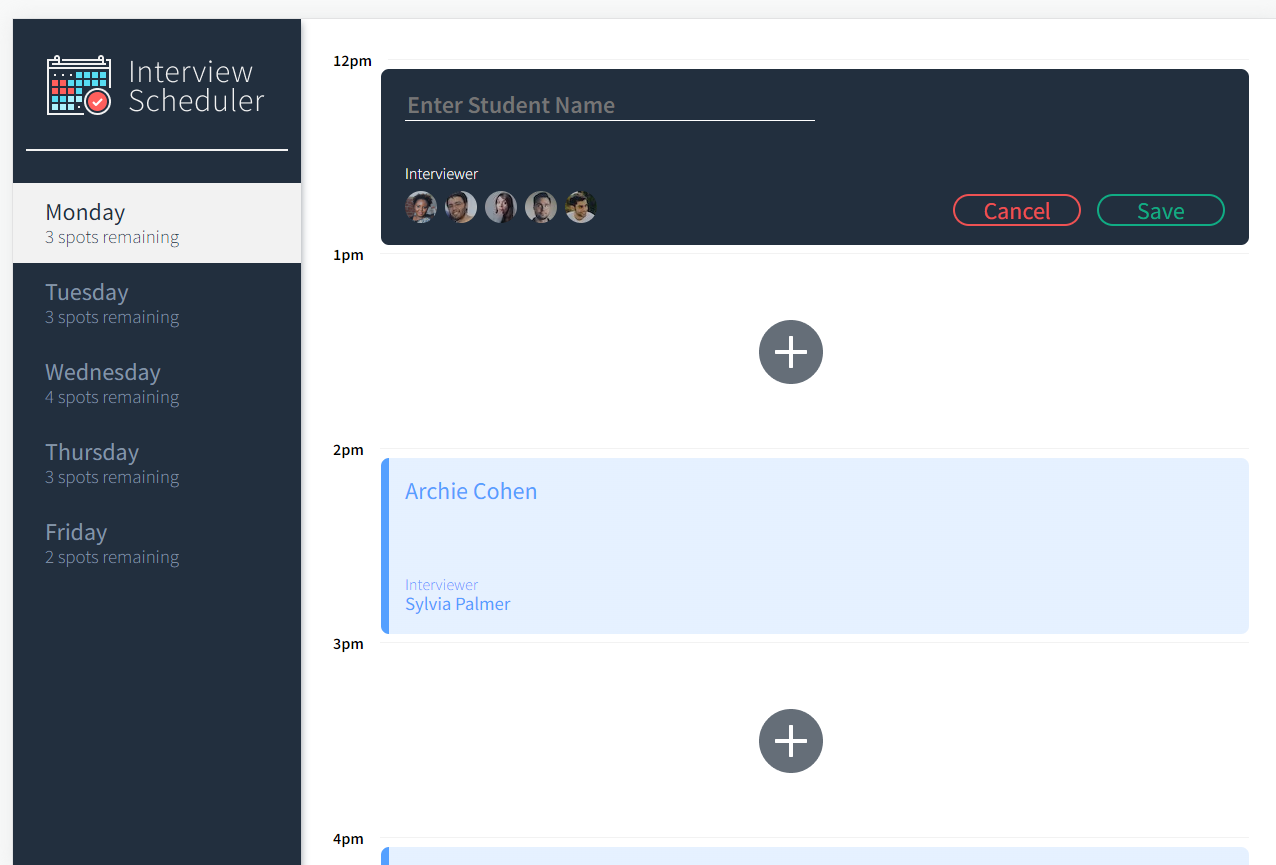 Interview
Scheduler
Monday
3 spots remaining
Tuesday
3 spots remaining
Wednesday
4 spots remaining
Thursday
3 spots remaining
Friday
2 spots remaining
12pm
Enter Student Name
Interviewer
Cancel
Save
1pm
2pm
Archie Cohen
Interviewer
Sylvia Palmer
3pm
4pm